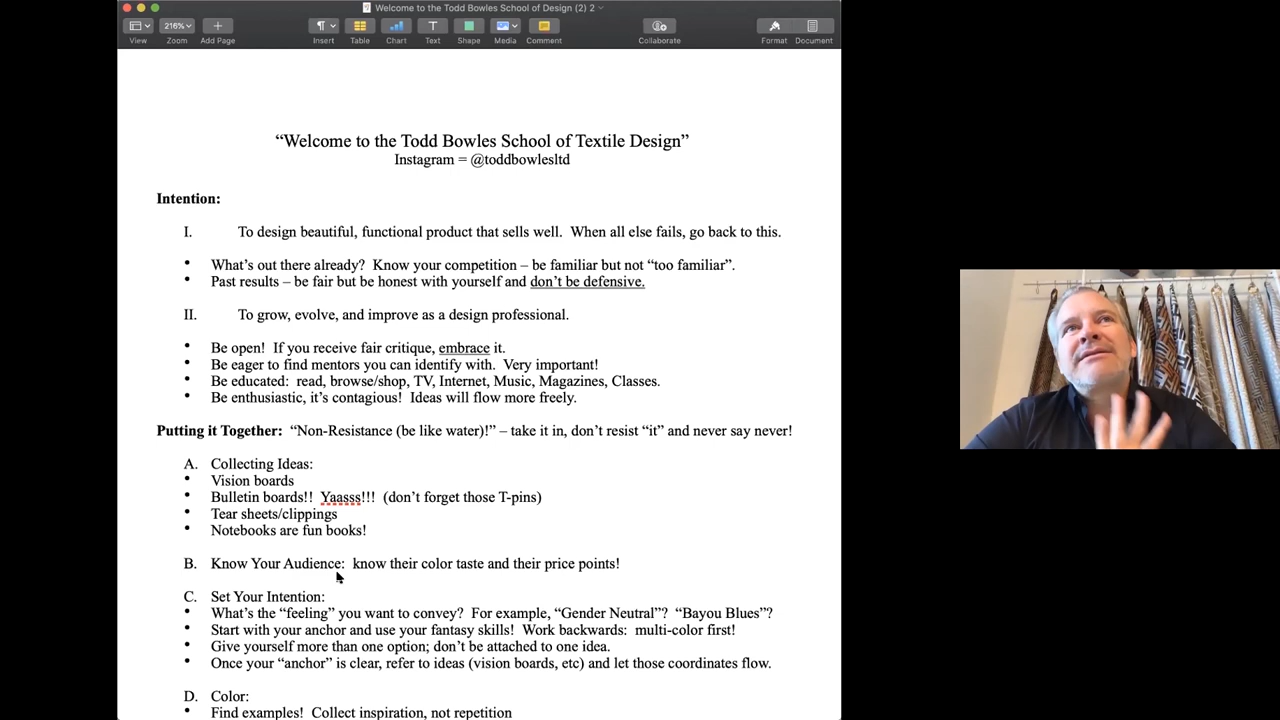 Welcome to the Todd Bowles School of Design (2) 2
216%
View Zoom Add Page Insert Table Chart Text Shape Media Comment Collaborate Format Document
“Welcome to the Todd Bowles School of Textile Design”
Instagram = @toddbowlesltd
Intention:
I. To design beautiful, functional product that sells well. When all else fails, go back to this.
• What’s out there already? Know your competition – be familiar but not “too familiar”.
• Past results – be fair but be honest with yourself and don’t be defensive.
II. To grow, evolve, and improve as a design professional.
• Be open! If you receive fair critique, embrace it.
• Be eager to find mentors you can identify with. Very important!
• Be educated: read, browse/shop, TV, Internet, Music, Magazines, Classes.
• Be enthusiastic, it’s contagious! Ideas will flow more freely.
Putting it Together: “Non-Resistance (be like water)!” – take it in, don’t resist “it” and never say never!
A. Collecting Ideas:
• Vision boards
• Bulletin boards!! Yaasss!!! (don’t forget those T-pins)
• Tear sheets/clippings
• Notebooks are fun books!
B. Know Your Audience: know their color taste and their price points!
C. Set Your Intention:
• What’s the “feeling” you want to convey? For example, “Gender Neutral”? “Bayou Blues”?
• Start with your anchor and use your fantasy skills! Work backwards: multi-color first!
• Give yourself more than one option; don’t be attached to one idea.
• Once your “anchor” is clear, refer to ideas (vision boards, etc) and let those coordinates flow.
D. Color:
• Find examples! Collect inspiration, not repetition